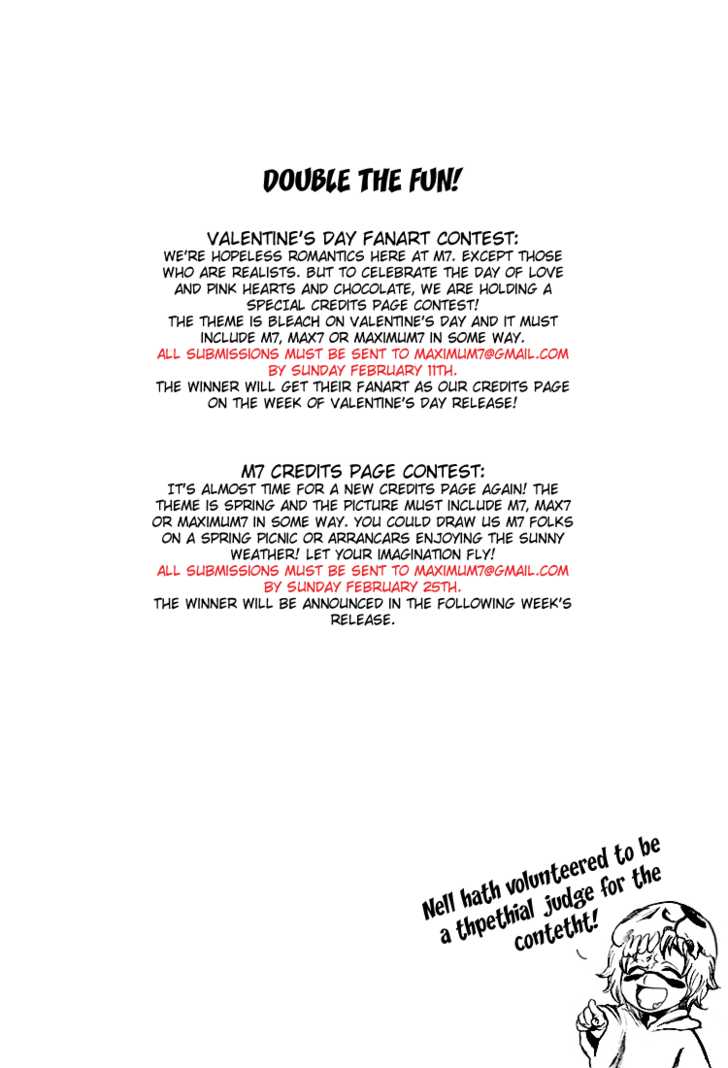 DOUBLE THE FUN!
VALENTINE'S DAY FANART CONTEST:
WE'RE HOPELESS ROMANTICS HERE AT M7. EXCEPT THOSE
WHO ARE REALISTS. BUT TO CELEBRATE THE DAY OF LOVE
AND PINK HEARTS AND CHOCOLATE, WE ARE HOLDING A
SPECIAL CREDITS PAGE CONTEST!
THE THEME IS BLEACH ON VALENTINE'S DAY AND IT MUST
INCLUDE M7, MAX7 OR MAXIMUM7 IN SOME WAY.
ALL SUBMISSIONS MUST BE SENT TO MAXIMUM7@GMAIL.COM
BY SUNDAY FEBRUARY 11TH.
THE WINNER WILL GET THEIR FANART AS OUR CREDITS PAGE
ON THE WEEK OF VALENTINE'S DAY RELEASE!
M7 CREDITS PAGE CONTEST:
IT'S ALMOST TIME FOR A NEW CREDITS PAGE AGAIN! THE
THEME IS SPRING AND THE PICTURE MUST INCLUDE M7, MAX7
OR MAXIMUM7 IN SOME WAY. YOU COULD DRAW US M7 FOLKS
ON A SPRING PICNIC OR ARRANCARS ENJOYING THE SUNNY
WEATHER! LET YOUR IMAGINATION FLY!
ALL SUBMISSIONS MUST BE SENT TO MAXIMUM7@GMAIL.COM
BY SUNDAY FEBRUARY 25TH.
THE WINNER WILL BE ANNOUNCED IN THE FOLLOWING WEEK'S
RELEASE.
Nell hath volunteered to be
a thpethial judge for the
contetht!